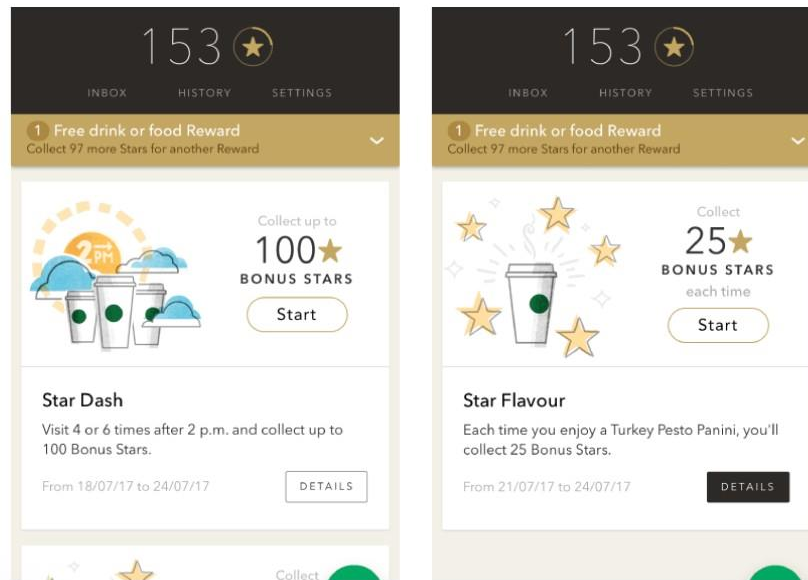 153
INBOX HISTORY SETTINGS
1 Free drink or food Reward
Collect 97 more Stars for another Reward
2 PM
Collect up to
100
BONUS STARS
Start
Star Dash
Visit 4 or 6 times after 2 p.m. and collect up to
100 Bonus Stars.
From 18/07/17 to 24/07/17
DETAILS
Collect
153
INBOX HISTORY SETTINGS
1 Free drink or food Reward
Collect 97 more Stars for another Reward
Collect
25
BONUS STARS
each time
Start
Star Flavour
Each time you enjoy a Turkey Pesto Panini, you'll
collect 25 Bonus Stars.
From 21/07/17 to 24/07/17
DETAILS